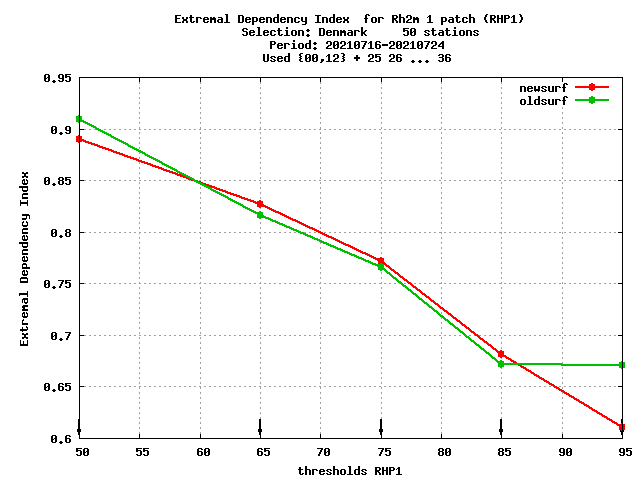 Extremal Dependency Index  for Rh2m 1 patch (RHP1)
Selection: Denmark     50 stations
Period: 20210716-20210724
Used {00,12} + 25 26 ... 36
newsurf
oldsurf
Extremal Dependency Index
0.95
0.9
0.85
0.8
0.75
0.7
0.65
0.6
50 55 60 65 70 75 80 85 90 95
thresholds RHP1